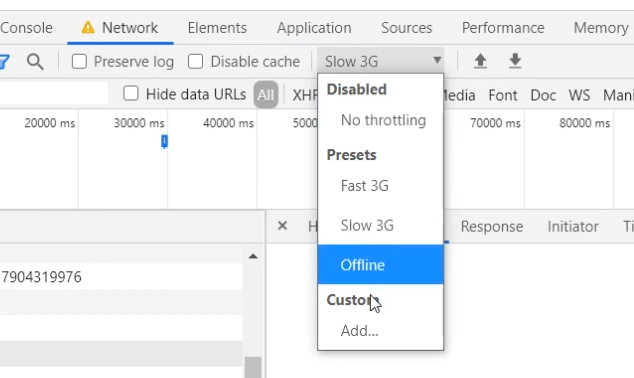 Console Network Elements Application Sources Performance Memory
Preserve log Disable cache Slow 3G
Hide data URLs All XHR Media Font Doc WS Mani
20000 ms 30000 ms 40000 ms 5000 70000 ms 80000 ms
Disabled
No throttling
Presets
Fast 3G
Slow 3G
Offline
Custom
Add...
H Response Initiator Ti
7904319976